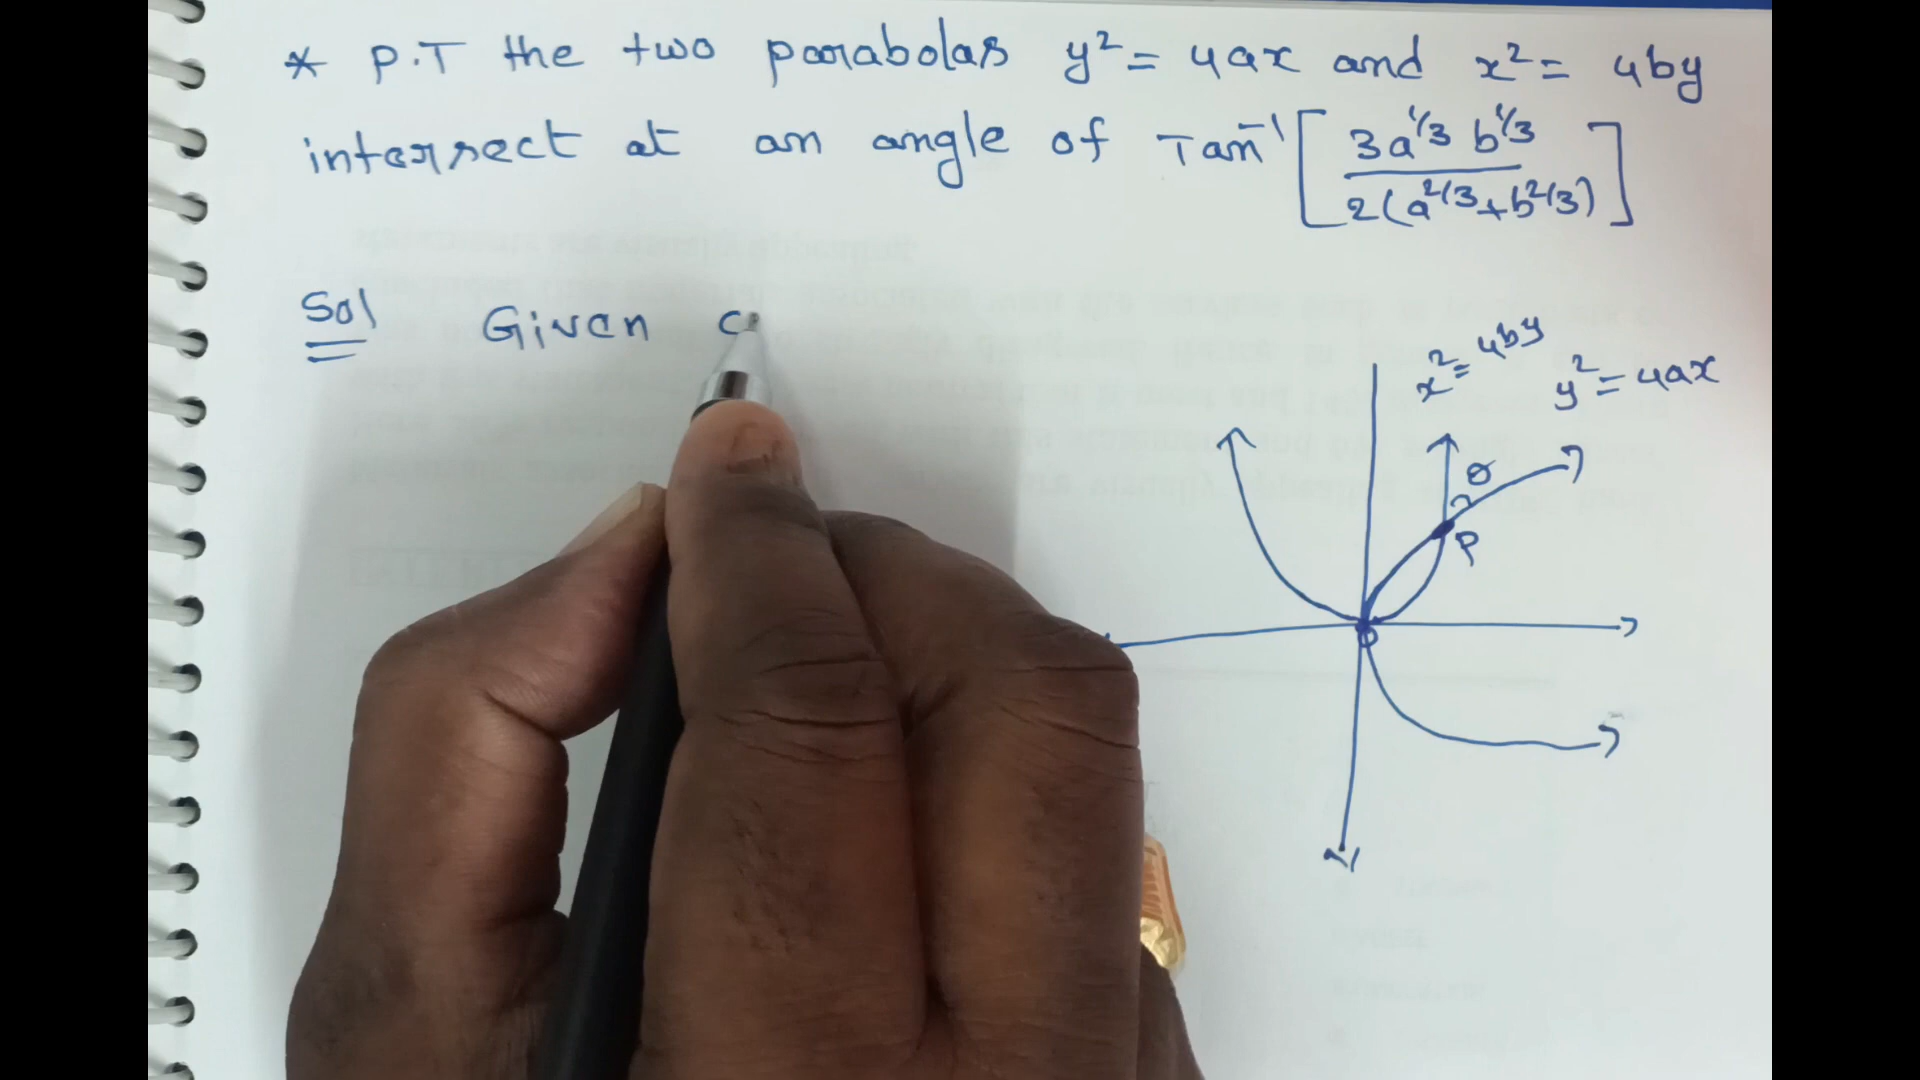 * P.T the two parabolas y² = 4ax and x² = 4by
intersect at an angle of Tan⁻¹ [ 3a^1/3 b^1/3 / 2(a^2/3 + b^2/3) ]
Sol Given c
x² = 4by
y² = 4ax
θ
P
O